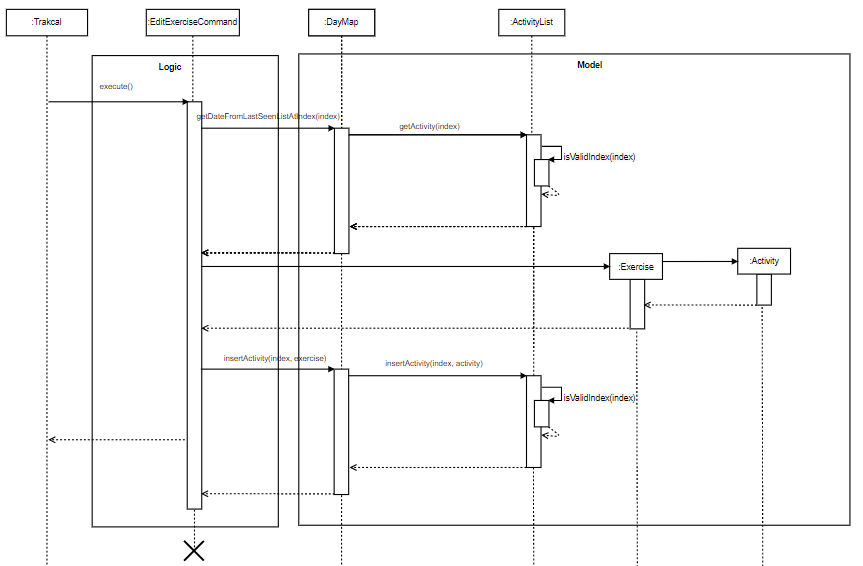 :Trakcal
:EditExerciseCommand
:DayMap
:ActivityList
Logic
Model
execute()
getDateFromLastSeenListAtIndex(index)
getActivity(index)
isValidIndex(index)
:Exercise
:Activity
insertActivity(index, exercise)
insertActivity(index, activity)
isValidIndex(index)